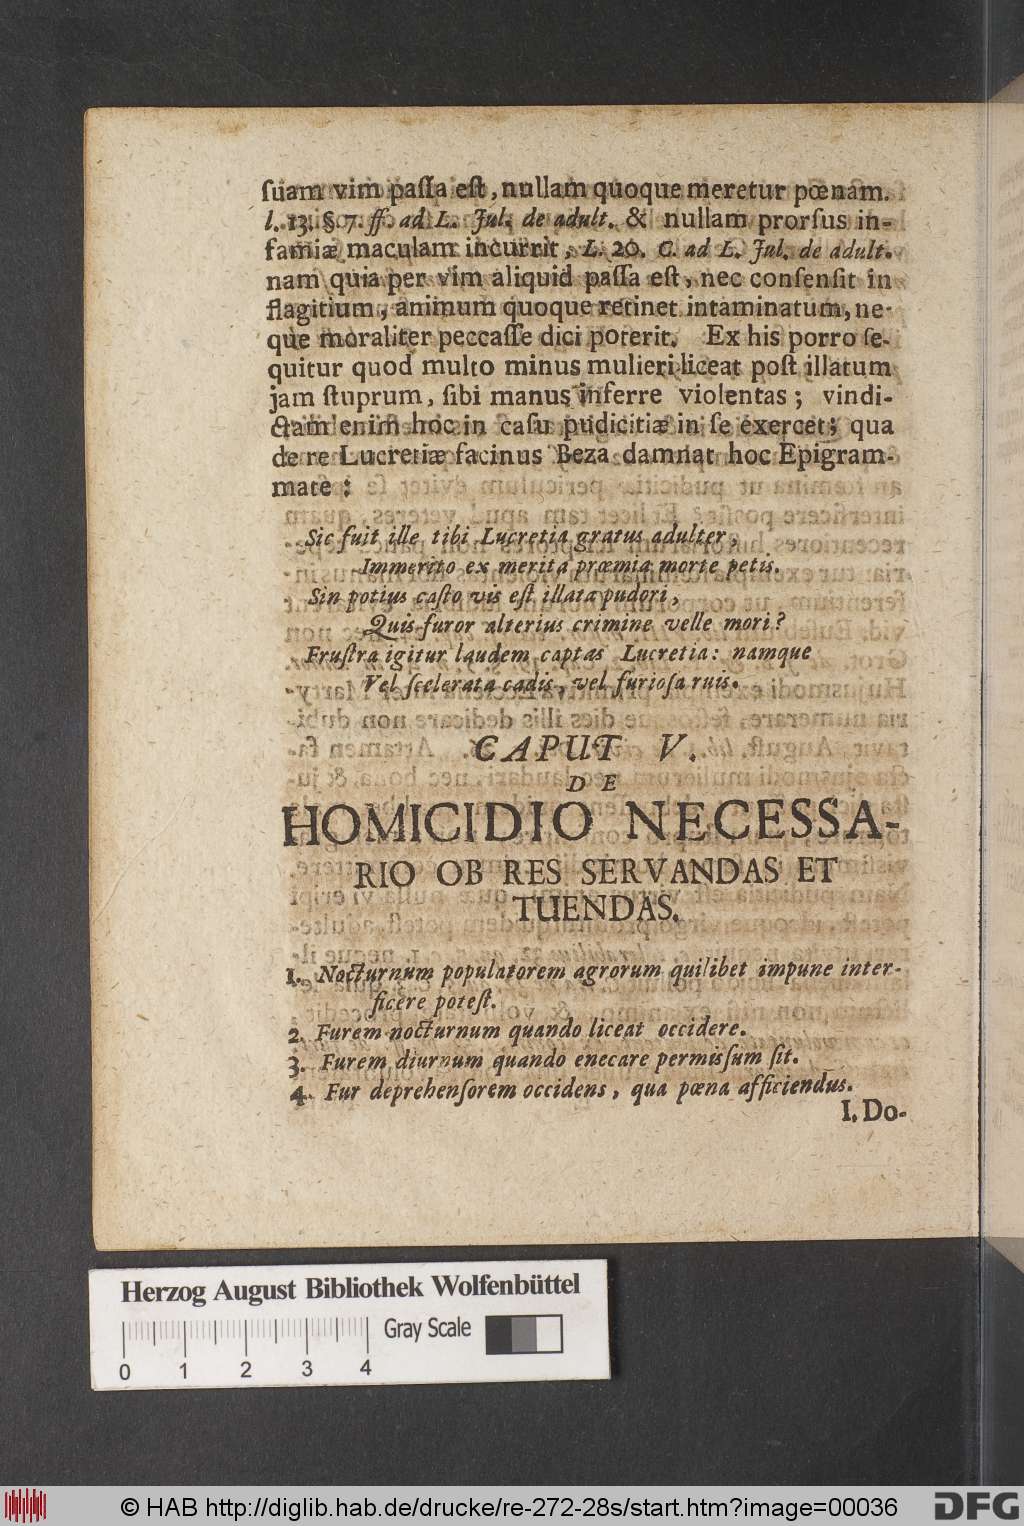 ſuam vim paſſa eſt, nullam quoque meretur pœnam.
l. 13. §. 7. ff. ad L. Jul. de adult. & nullam prorſus in-
famiæ maculam incurrit, L. 20. C. ad L. Jul. de adult.
nam quia per vim aliquid paſſa eſt, nec conſenſit in
flagitium, animum quoque retinet intaminatum, ne-
que moraliter peccaſſe dici poterit. Ex his porro ſe-
quitur quod multo minus mulieri liceat poſt illatum
jam ſtuprum, ſibi manus inferre violentas; vindi-
ctam enim hoc in caſu pudicitiæ in ſe exercet; qua
de re Lucretiæ facinus Beza damnat hoc Epigram-
mate:
Sic fuit ille tibi Lucretia gratus adulter,
Immerito ex merita præmia morte petis.
Sin potius caſto vis eſt illata pudori,
Quis furor alterius crimine velle mori?
Fruſtra igitur laudem captas Lucretia: namque
Vel ſcelerata cadis, vel furioſa ruis.
CAPUT V.
DE
HOMICIDIO NECESSA-
RIO OB RES SERVANDAS ET
TUENDAS.
1. Nocturnum populatorem agrorum quilibet impune inter-
ficere poteſt.
2. Furem nocturnum quando liceat occidere.
3. Furem diurnum quando enecare permiſſum ſit.
4. Fur deprehenſorem occidens, qua pœna afficiendus.
I. Do-
Herzog August Bibliothek Wolfenbüttel
Gray Scale
0 1 2 3 4
© HAB http://diglib.hab.de/drucke/re-272-28s/start.htm?image=00036
DFG